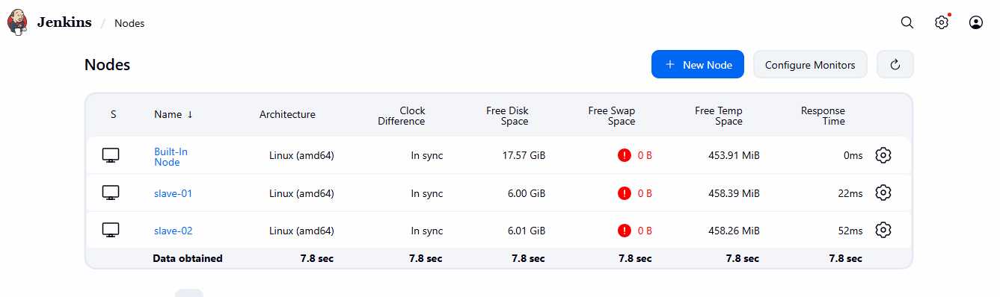 Jenkins / Nodes
Nodes
+ New Node
Configure Monitors
S Name ↓ Architecture Clock Difference Free Disk Space Free Swap Space Free Temp Space Response Time
Built-In Node Linux (amd64) In sync 17.57 GiB ! 0 B 453.91 MiB 0ms
slave-01 Linux (amd64) In sync 6.00 GiB ! 0 B 458.39 MiB 22ms
slave-02 Linux (amd64) In sync 6.01 GiB ! 0 B 458.26 MiB 52ms
Data obtained 7.8 sec 7.8 sec 7.8 sec 7.8 sec 7.8 sec 7.8 sec